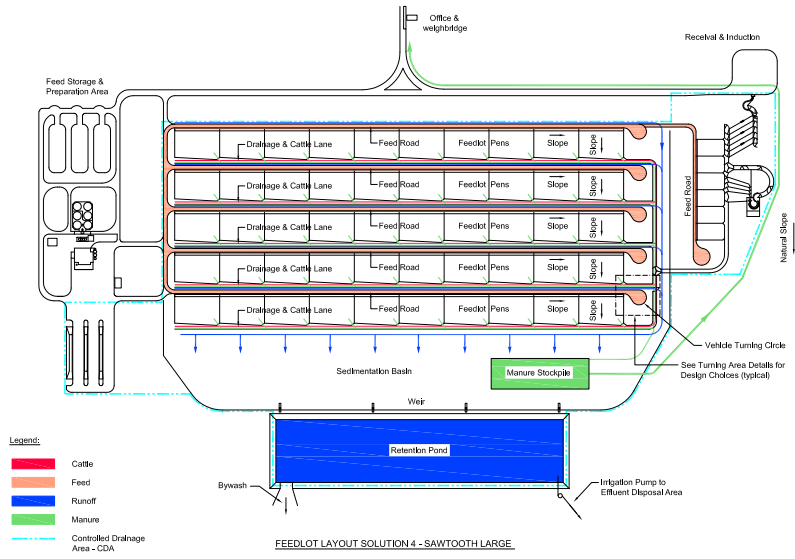 Office &
weighbridge
Receival & Induction
Feed Storage &
Preparation Area
Drainage & Cattle Lane
Feed Road
Feedlot Pens
Slope
Slope
Drainage & Cattle Lane
Feed Road
Feedlot Pens
Slope
Slope
Drainage & Cattle Lane
Feed Road
Feedlot Pens
Slope
Slope
Drainage & Cattle Lane
Feed Road
Feedlot Pens
Slope
Slope
Drainage & Cattle Lane
Feed Road
Feedlot Pens
Slope
Slope
Feed Road
Natural Slope
Vehicle Turning Circle
See Turning Area Details for
Design Choices (typical)
Sedimentation Basin
Manure Stockpile
Weir
Retention Pond
Bywash
Irrigation Pump to
Effluent Disposal Area
Legend:
Cattle
Feed
Runoff
Manure
Controlled Drainage
Area - CDA
FEEDLOT LAYOUT SOLUTION 4 - SAWTOOTH LARGE